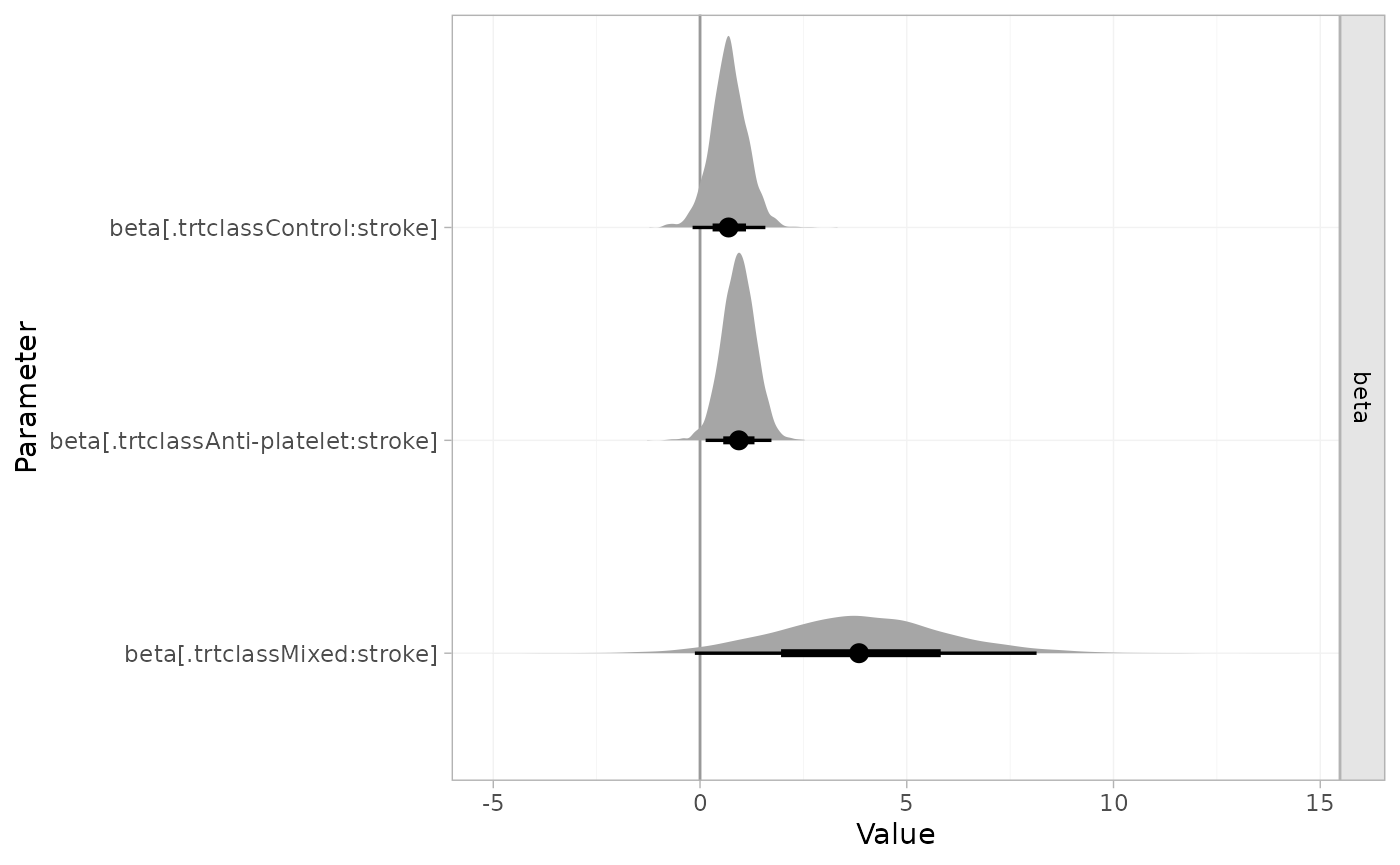 Parameter
beta[.trtclassControl:stroke]
beta[.trtclassAnti-platelet:stroke]
beta[.trtclassMixed:stroke]
beta
-5 0 5 10 15
Value